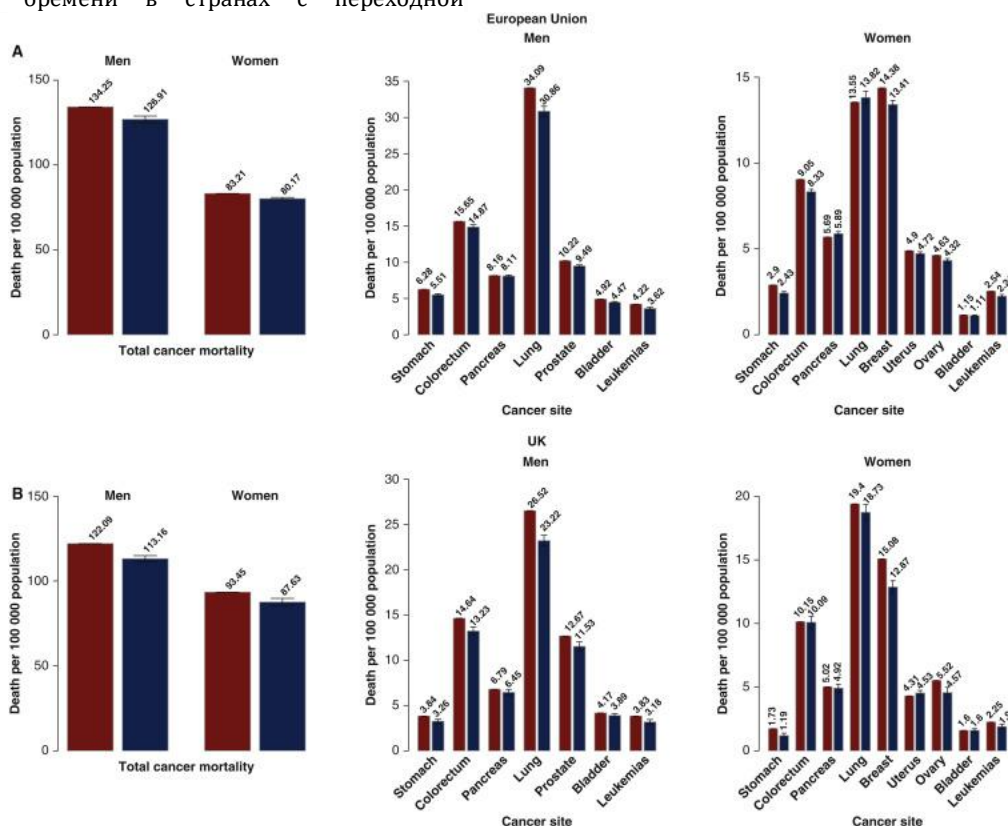 бремени в странах с переходной
European Union
A
Men Women
Men
Women
Death per 100 000 population
150
100
50
0
134.25 126.91 83.21 80.17
Total cancer mortality
Death per 100 000 population
35
30
25
20
15
10
5
0
6.28 5.51 15.65 14.87 8.16 8.11 34.09 30.86 10.22 9.49 4.92 4.47 4.22 3.62
Stomach Colorectum Pancreas Lung Prostate Bladder Leukemias
Cancer site
Death per 100 000 population
15
10
5
0
2.9 2.43 9.05 8.33 5.69 5.89 13.55 13.82 14.38 13.41 4.9 4.72 4.63 4.32 1.15 1.11 2.54
Stomach Colorectum Pancreas Lung Breast Uterus Ovary Bladder Leukemias
Cancer site
UK
B
Men Women
Men
Women
Death per 100 000 population
150
100
50
0
122.09 113.16 93.45 87.63
Total cancer mortality
Death per 100 000 population
30
25
20
15
10
5
0
3.84 3.26 14.64 13.23 6.79 6.45 26.52 23.22 12.67 11.53 4.17 3.89 3.83 3.18
Stomach Colorectum Pancreas Lung Prostate Bladder Leukemias
Cancer site
Death per 100 000 population
20
15
10
5
0
1.73 1.19 10.15 10.09 5.02 4.92 19.4 18.73 15.08 12.87 4.31 4.53 5.52 4.57 1.6 1.6 2.25
Stomach Colorectum Pancreas Lung Breast Uterus Ovary Bladder Leukemias
Cancer site